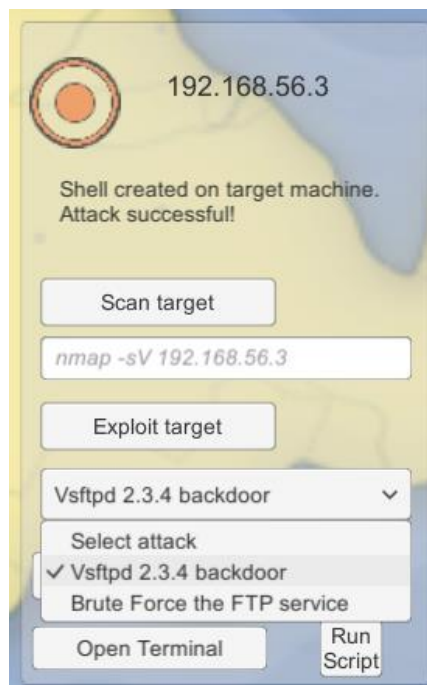 192.168.56.3
Shell created on target machine.
Attack successful!
Scan target
nmap -sV 192.168.56.3
Exploit target
Vsftpd 2.3.4 backdoor
Select attack
✓ Vsftpd 2.3.4 backdoor
Brute Force the FTP service
Open Terminal
Run
Script